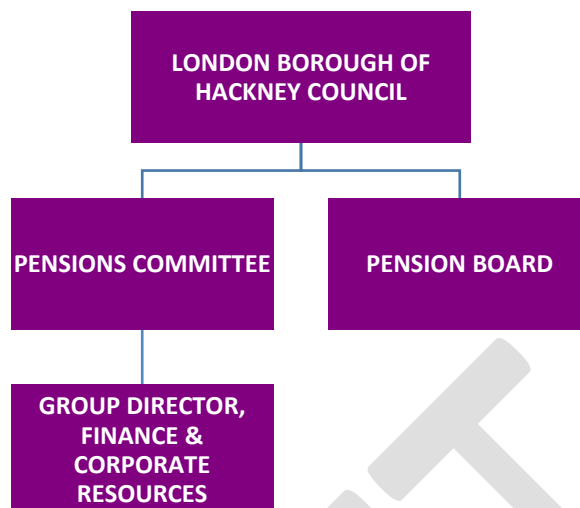 LONDON BOROUGH OF
HACKNEY COUNCIL
PENSIONS COMMITTEE
PENSION BOARD
GROUP DIRECTOR,
FINANCE &
CORPORATE
RESOURCES